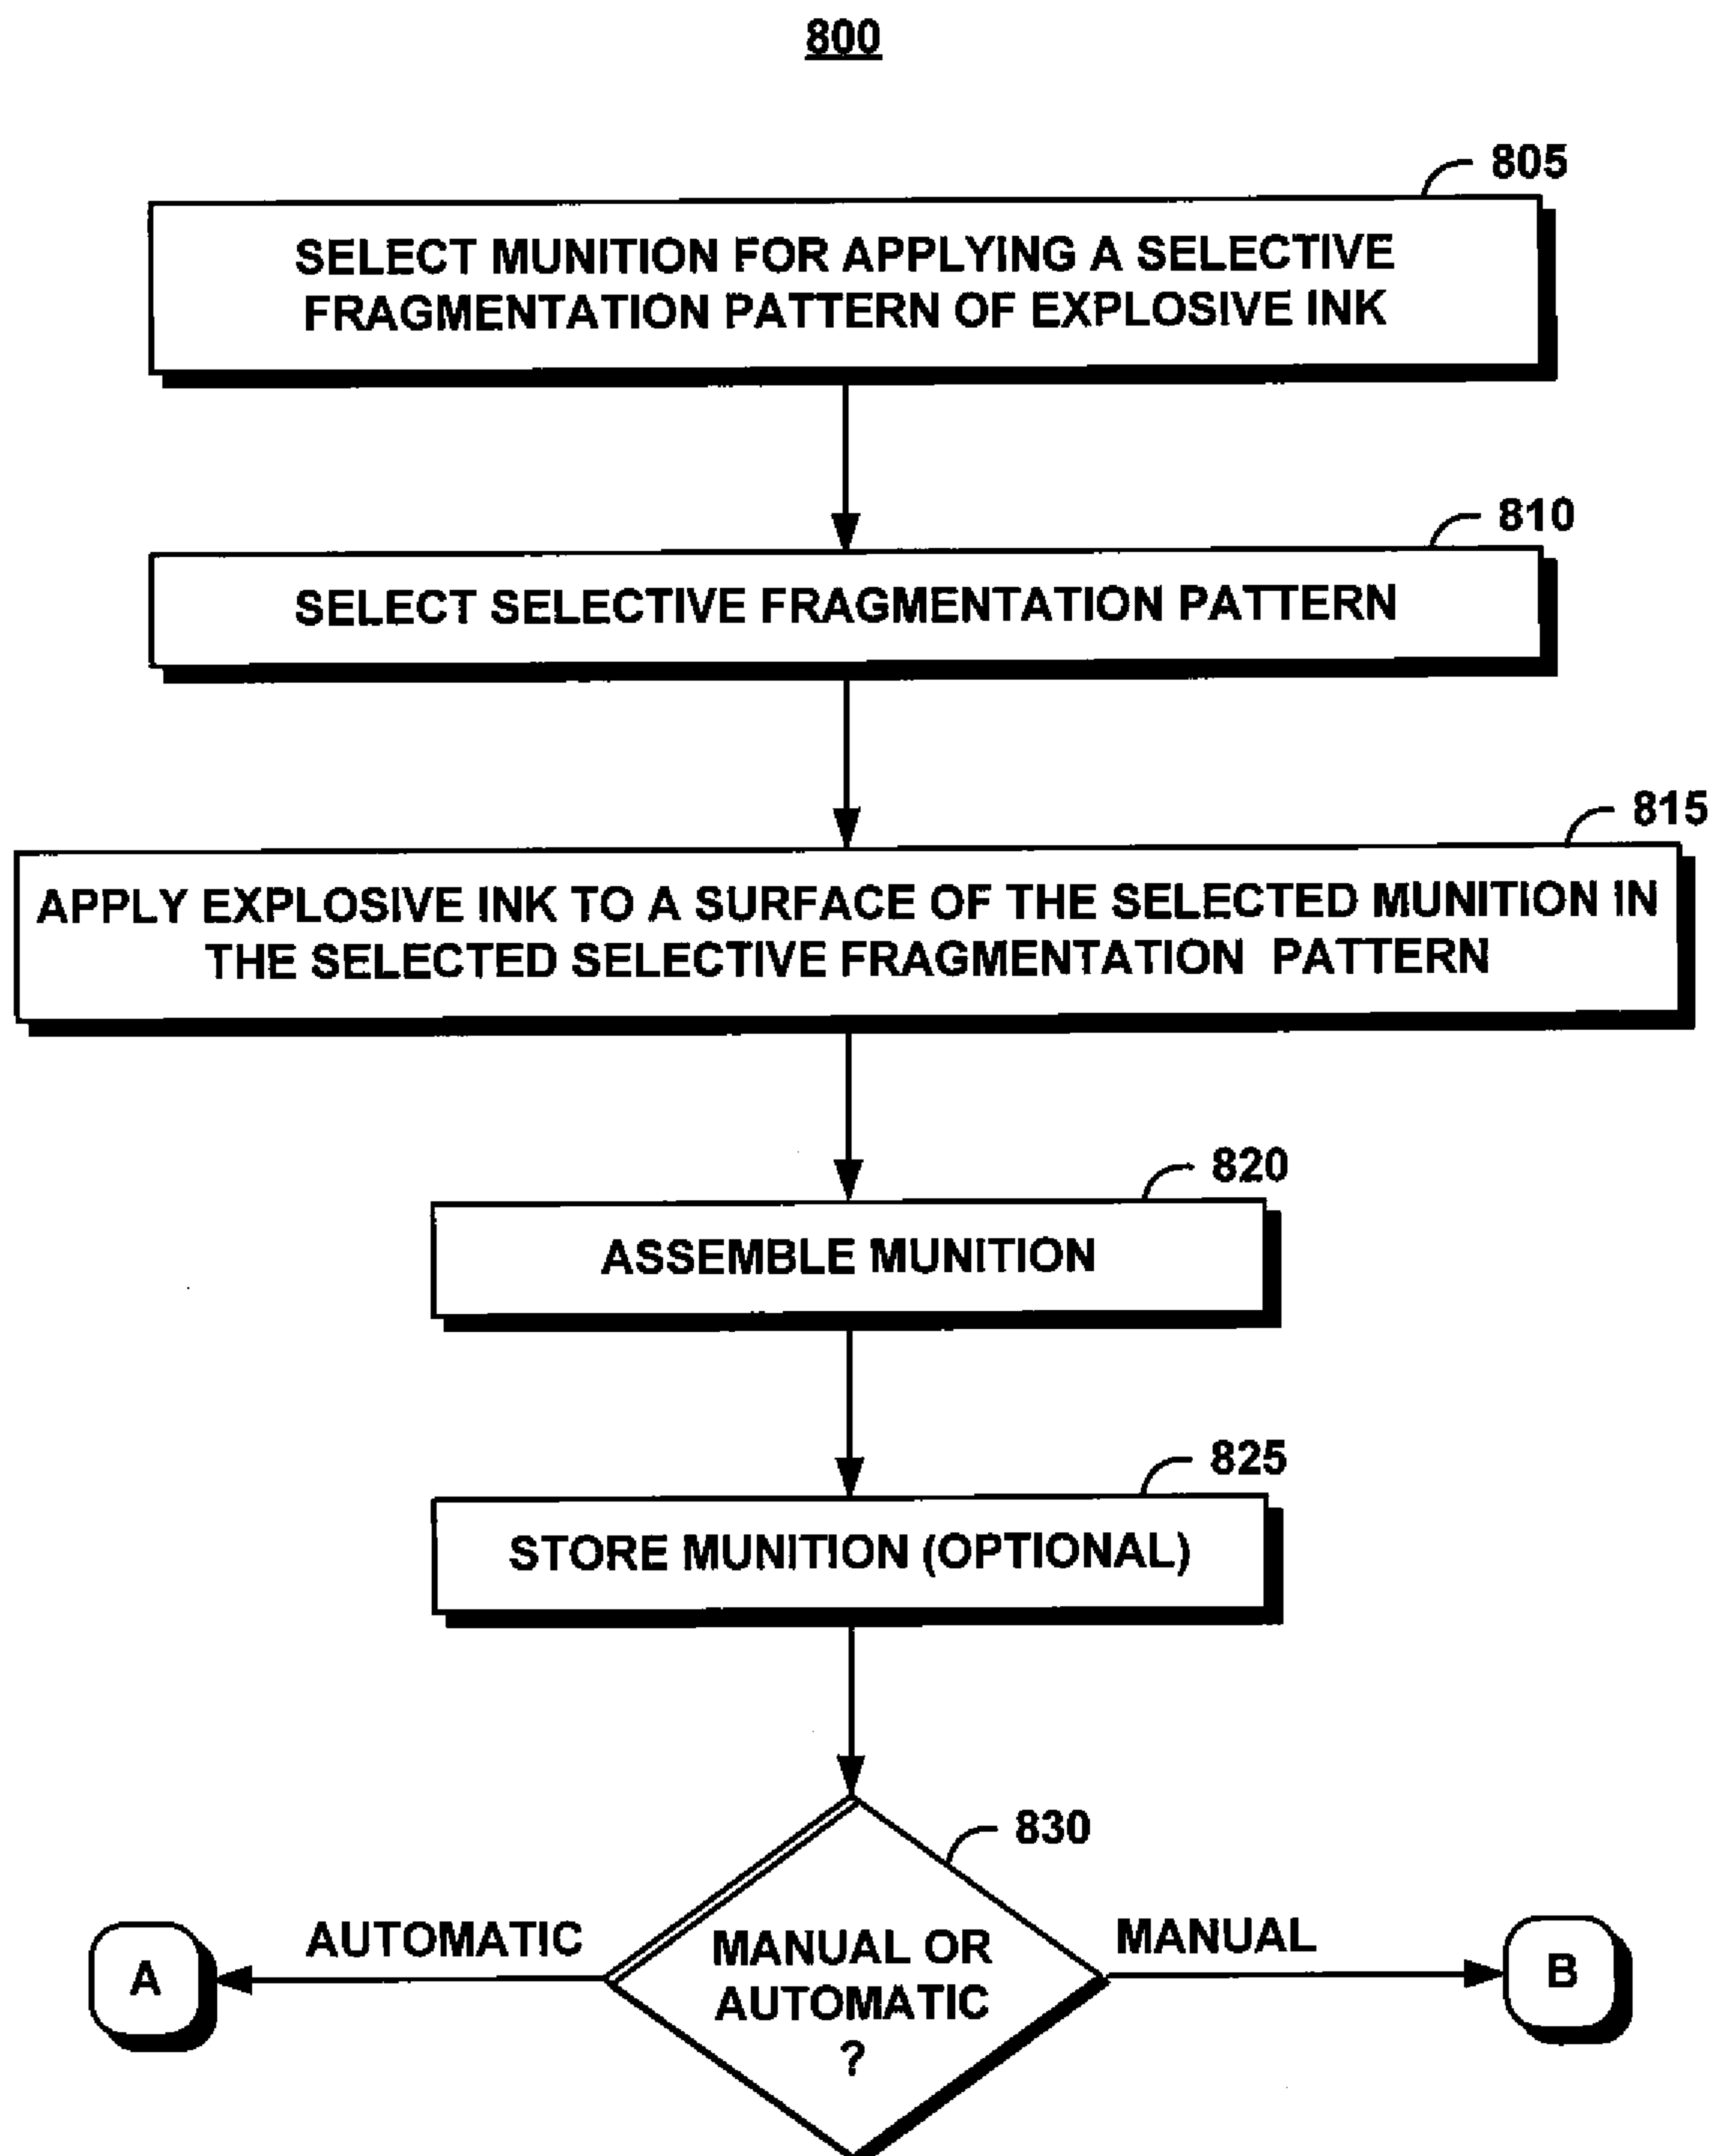 800
805
SELECT MUNITION FOR APPLYING A SELECTIVE
FRAGMENTATION PATTERN OF EXPLOSIVE INK
810
SELECT SELECTIVE FRAGMENTATION PATTERN
815
APPLY EXPLOSIVE INK TO A SURFACE OF THE SELECTED MUNITION IN
THE SELECTED SELECTIVE FRAGMENTATION PATTERN
820
ASSEMBLE MUNITION
825
STORE MUNITION (OPTIONAL)
830
AUTOMATIC
MANUAL OR
AUTOMATIC
?
MANUAL
A
B